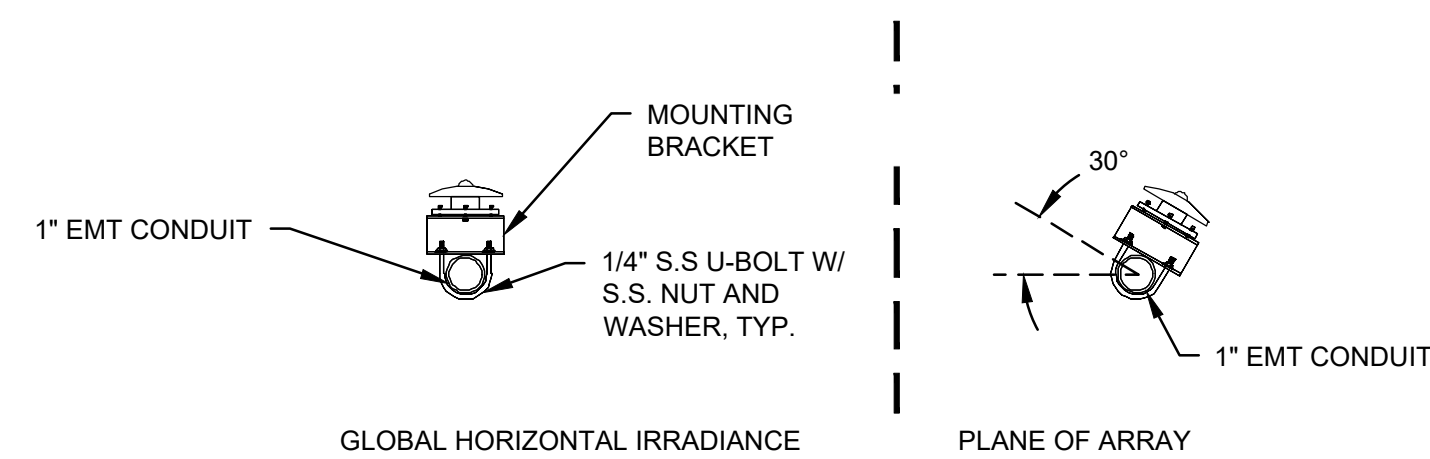 MOUNTING
BRACKET
1" EMT CONDUIT
1/4" S.S U-BOLT W/
S.S. NUT AND
WASHER, TYP.
GLOBAL HORIZONTAL IRRADIANCE
30°
1" EMT CONDUIT
PLANE OF ARRAY